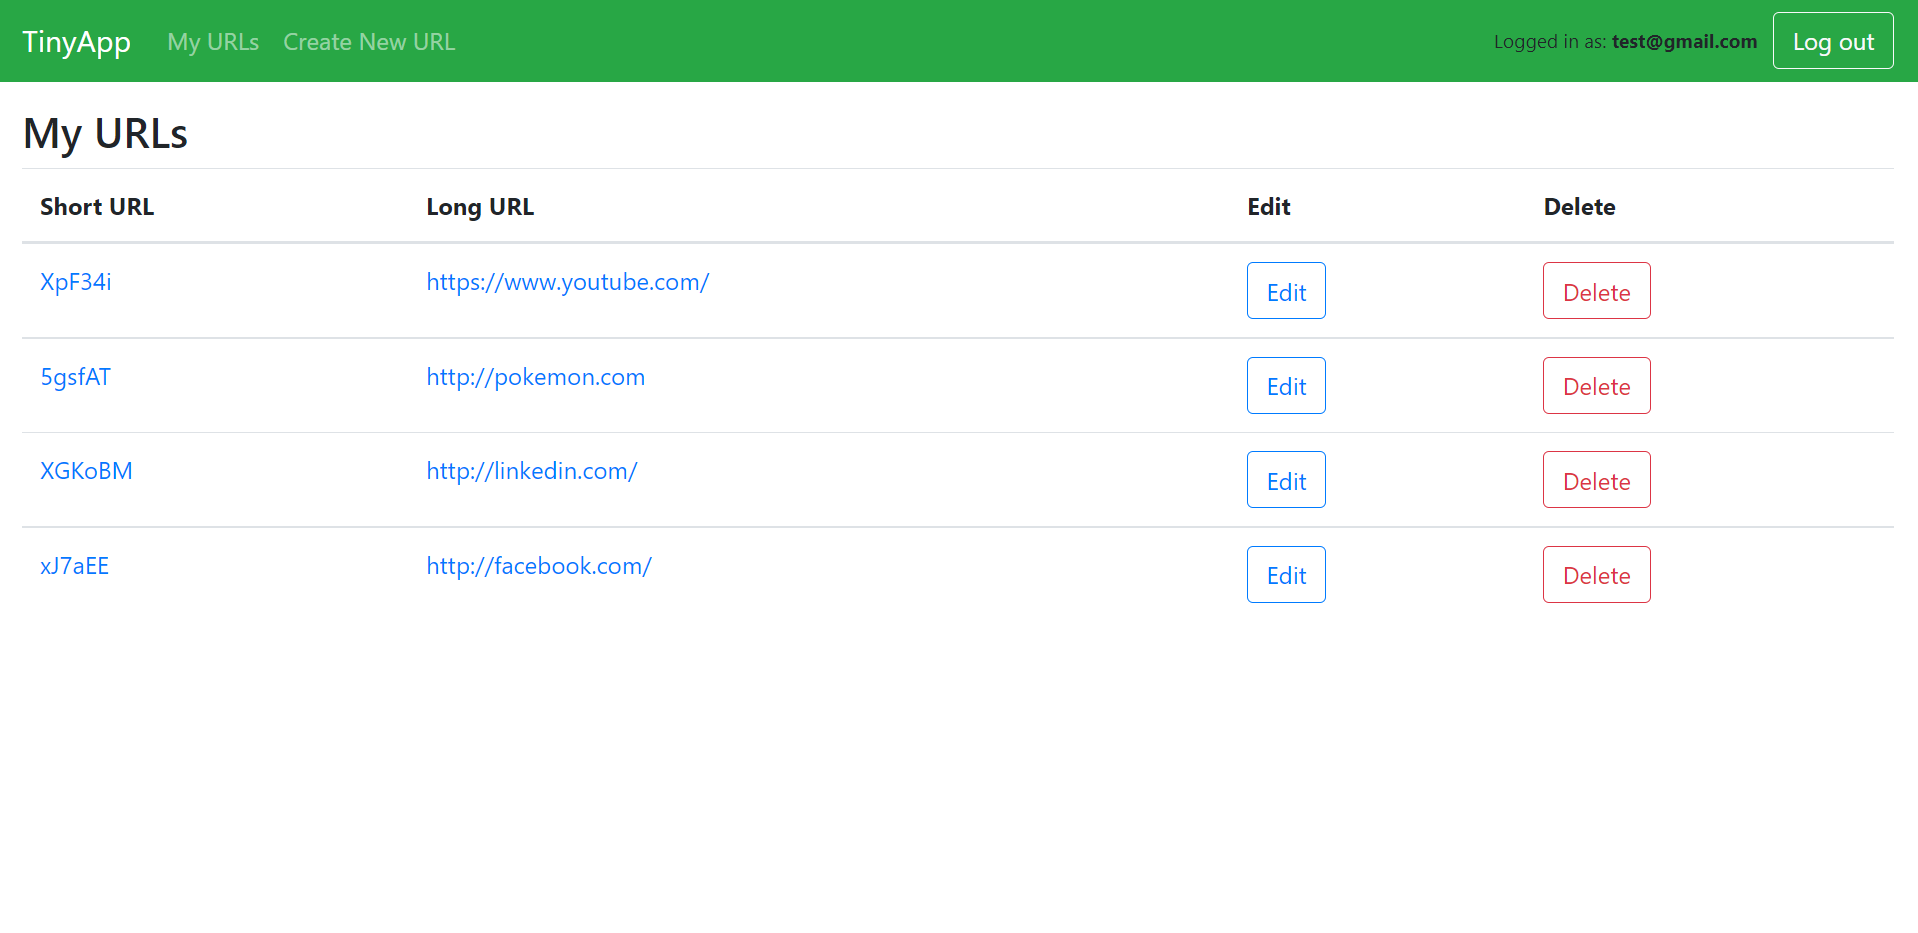 TinyApp My URLs Create New URL Logged in as: test@gmail.com Log out
My URLs
Short URL Long URL Edit Delete
XpF34i https://www.youtube.com/ Edit Delete
5gsfAT http://pokemon.com Edit Delete
XGKoBM http://linkedin.com/ Edit Delete
xJ7aEE http://facebook.com/ Edit Delete